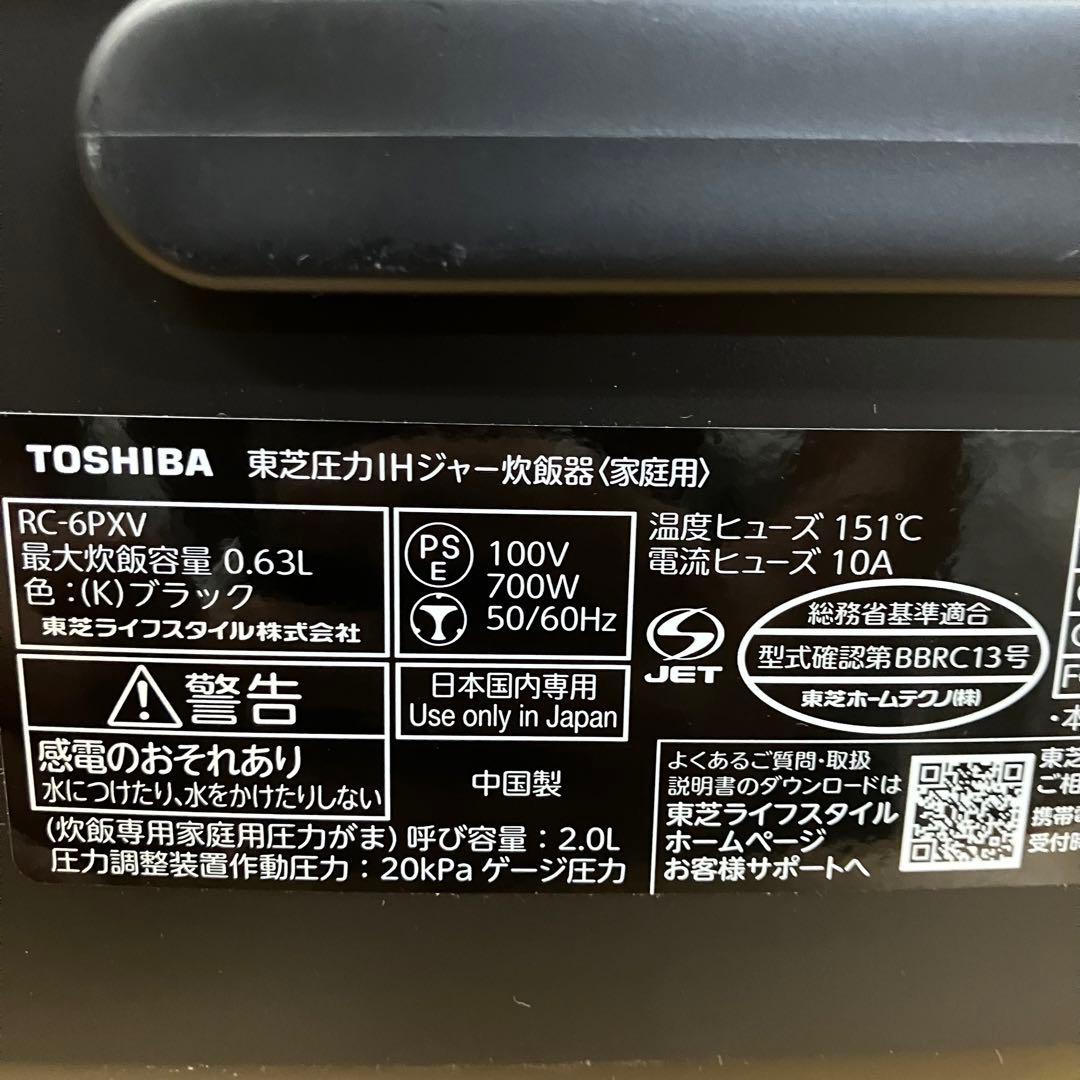 TOSHIBA 東芝圧力IHジャー炊飯器〈家庭用〉
RC-6PXV
最大炊飯容量 0.63L
色:(K)ブラック
東芝ライフスタイル株式会社
PS
E
100V
700W
50/60Hz
温度ヒューズ 151℃
電流ヒューズ 10A
JET
総務省基準適合
型式確認第BBRC13号
東芝ホームテクノ(株)
警告
感電のおそれあり
水につけたり、水をかけたりしない
日本国内専用
Use only in Japan
中国製
(炊飯専用家庭用圧力がま) 呼び容量:2.0L
圧力調整装置作動圧力:20kPa ゲージ圧力
よくあるご質問・取扱
説明書のダウンロードは
東芝ライフスタイル
ホームページ
お客様サポートへ
・本
東芝
ご相
携帯
受付時